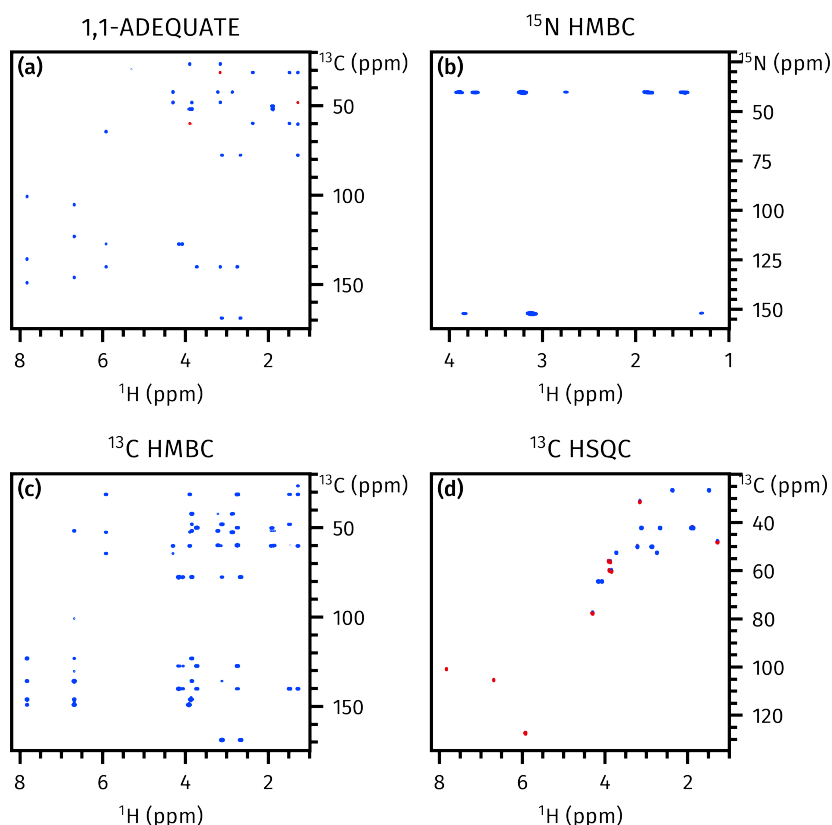 1,1-ADEQUATE
¹⁵N HMBC
(a)
¹³C (ppm)
50
100
150
8 6 4 2
¹H (ppm)
(b)
¹⁵N (ppm)
50
75
100
125
150
4 3 2 1
¹H (ppm)
¹³C HMBC
¹³C HSQC
(c)
¹³C (ppm)
50
100
150
8 6 4 2
¹H (ppm)
(d)
¹³C (ppm)
40
60
80
100
120
8 6 4 2
¹H (ppm)